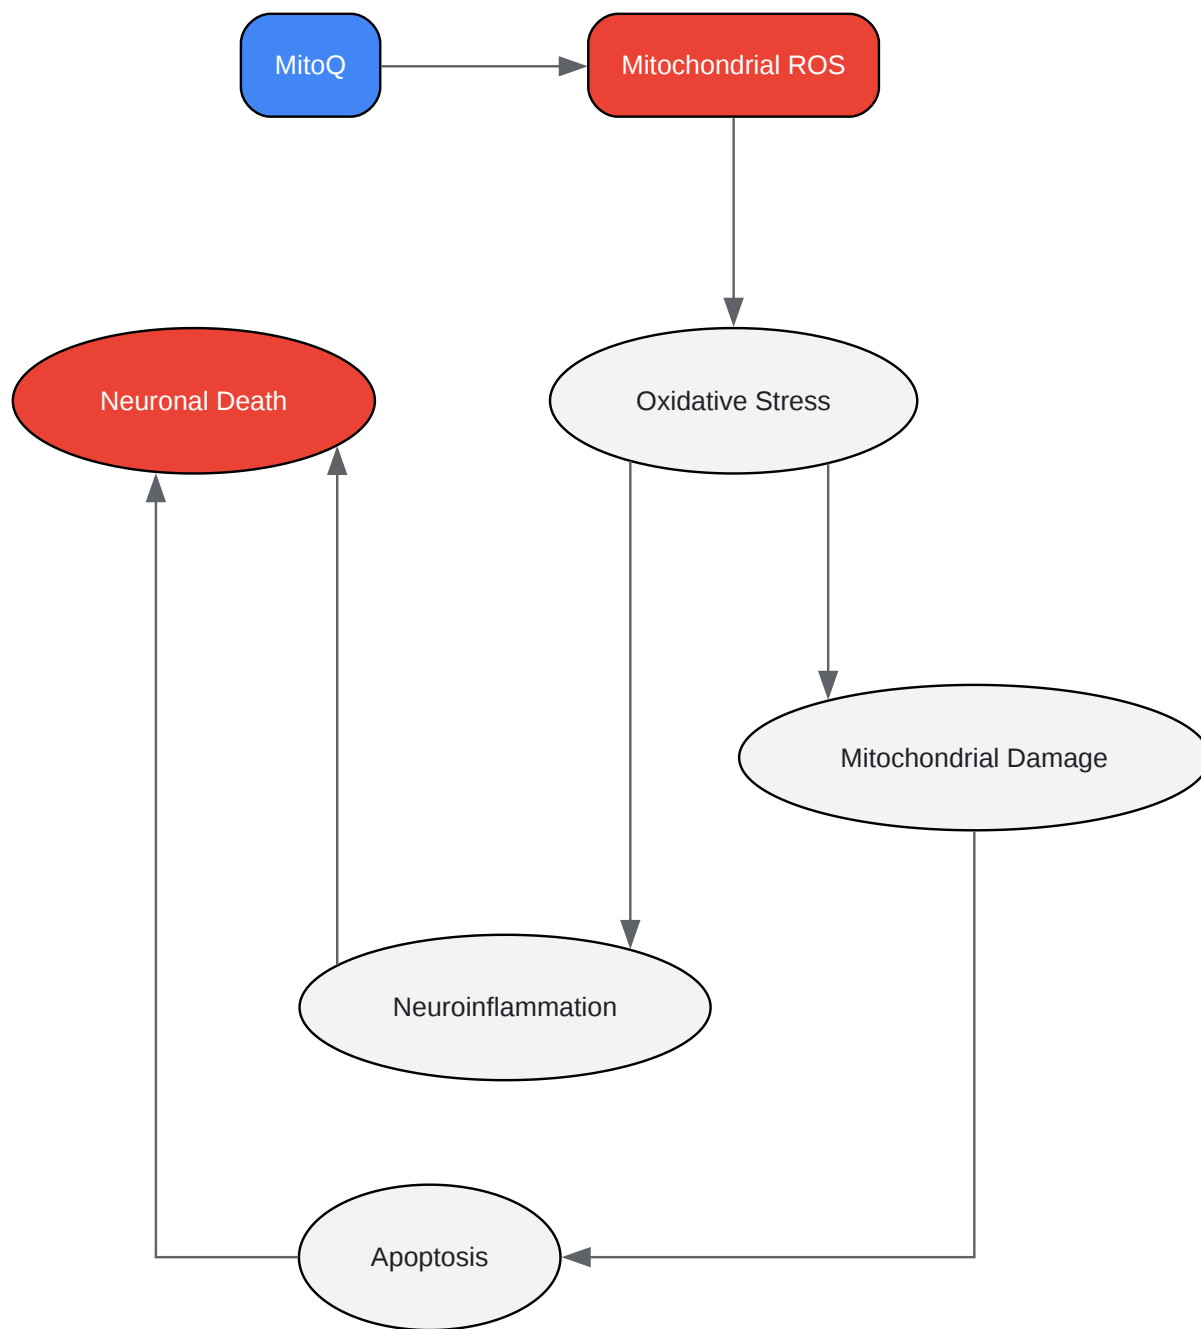 MitoQ
Mitochondrial ROS
Neuronal Death
Oxidative Stress
Mitochondrial Damage
Neuroinflammation
Apoptosis